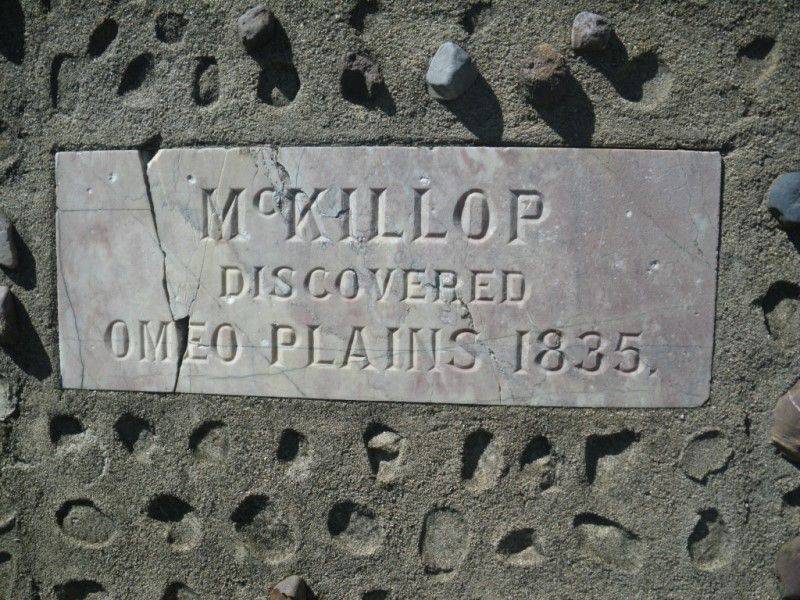 McKILLOP
DISCOVERED
OMEO PLAINS 1835.